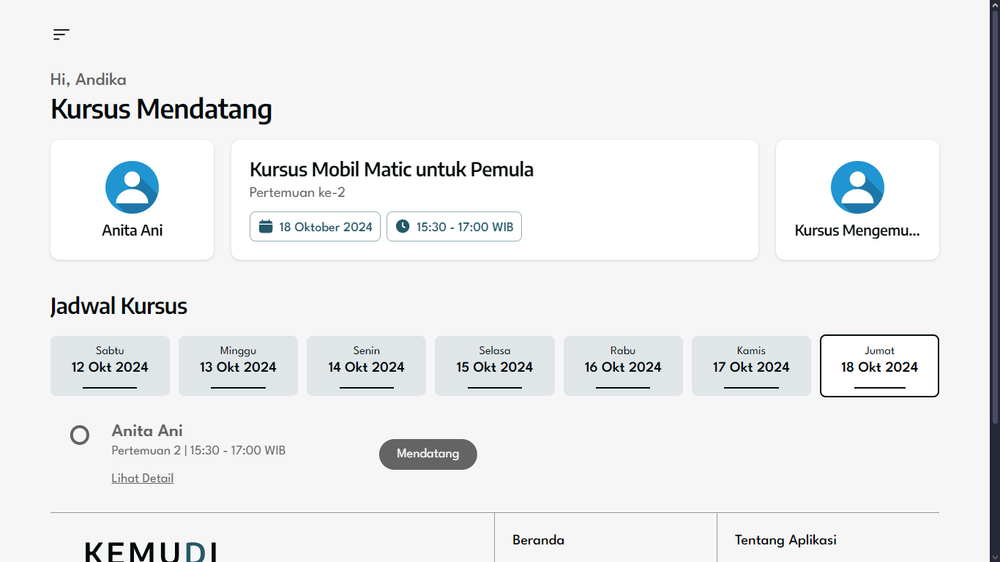 Hi, Andika
Kursus Mendatang
Anita Ani
Kursus Mobil Matic untuk Pemula
Pertemuan ke-2
18 Oktober 2024
15:30 - 17:00 WIB
Kursus Mengemu...
Jadwal Kursus
Sabtu
12 Okt 2024
Minggu
13 Okt 2024
Senin
14 Okt 2024
Selasa
15 Okt 2024
Rabu
16 Okt 2024
Kamis
17 Okt 2024
Jumat
18 Okt 2024
Anita Ani
Pertemuan 2 | 15:30 - 17:00 WIB
Mendatang
Lihat Detail
KEMUDI
Beranda
Tentang Aplikasi